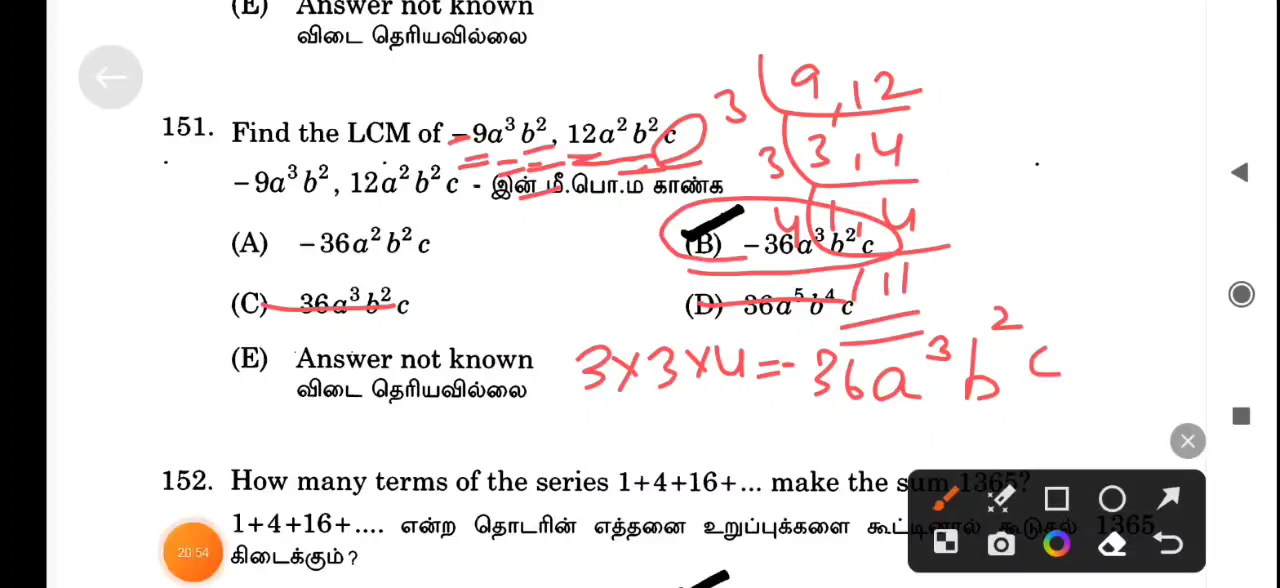 (E) Answer not known
விடை தெரியவில்லை
151. Find the LCM of −9a³b², 12a²b²c
−9a³b², 12a²b²c - இன் மீ.பொ.ம காண்க
(A) −36a²b²c
(B) −36a³b²c
(C) 36a³b²c
(D) 36a⁵b⁴c
(E) Answer not known
விடை தெரியவில்லை
3 9, 12
3 3, 4
4 1, 4
1 1
3×3×4 = -36a³b²c
152. How many terms of the series 1+4+16+... make the sum 1365?
1+4+16+.... என்ற தொடரின் எத்தனை உறுப்புக்களை கூட்டினால் கூடுதல் 1365
கிடைக்கும்?
20:54